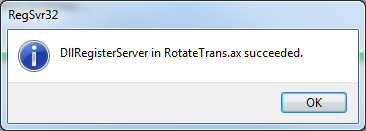 RegSvr32
DllRegisterServer in RotateTrans.ax succeeded.
OK